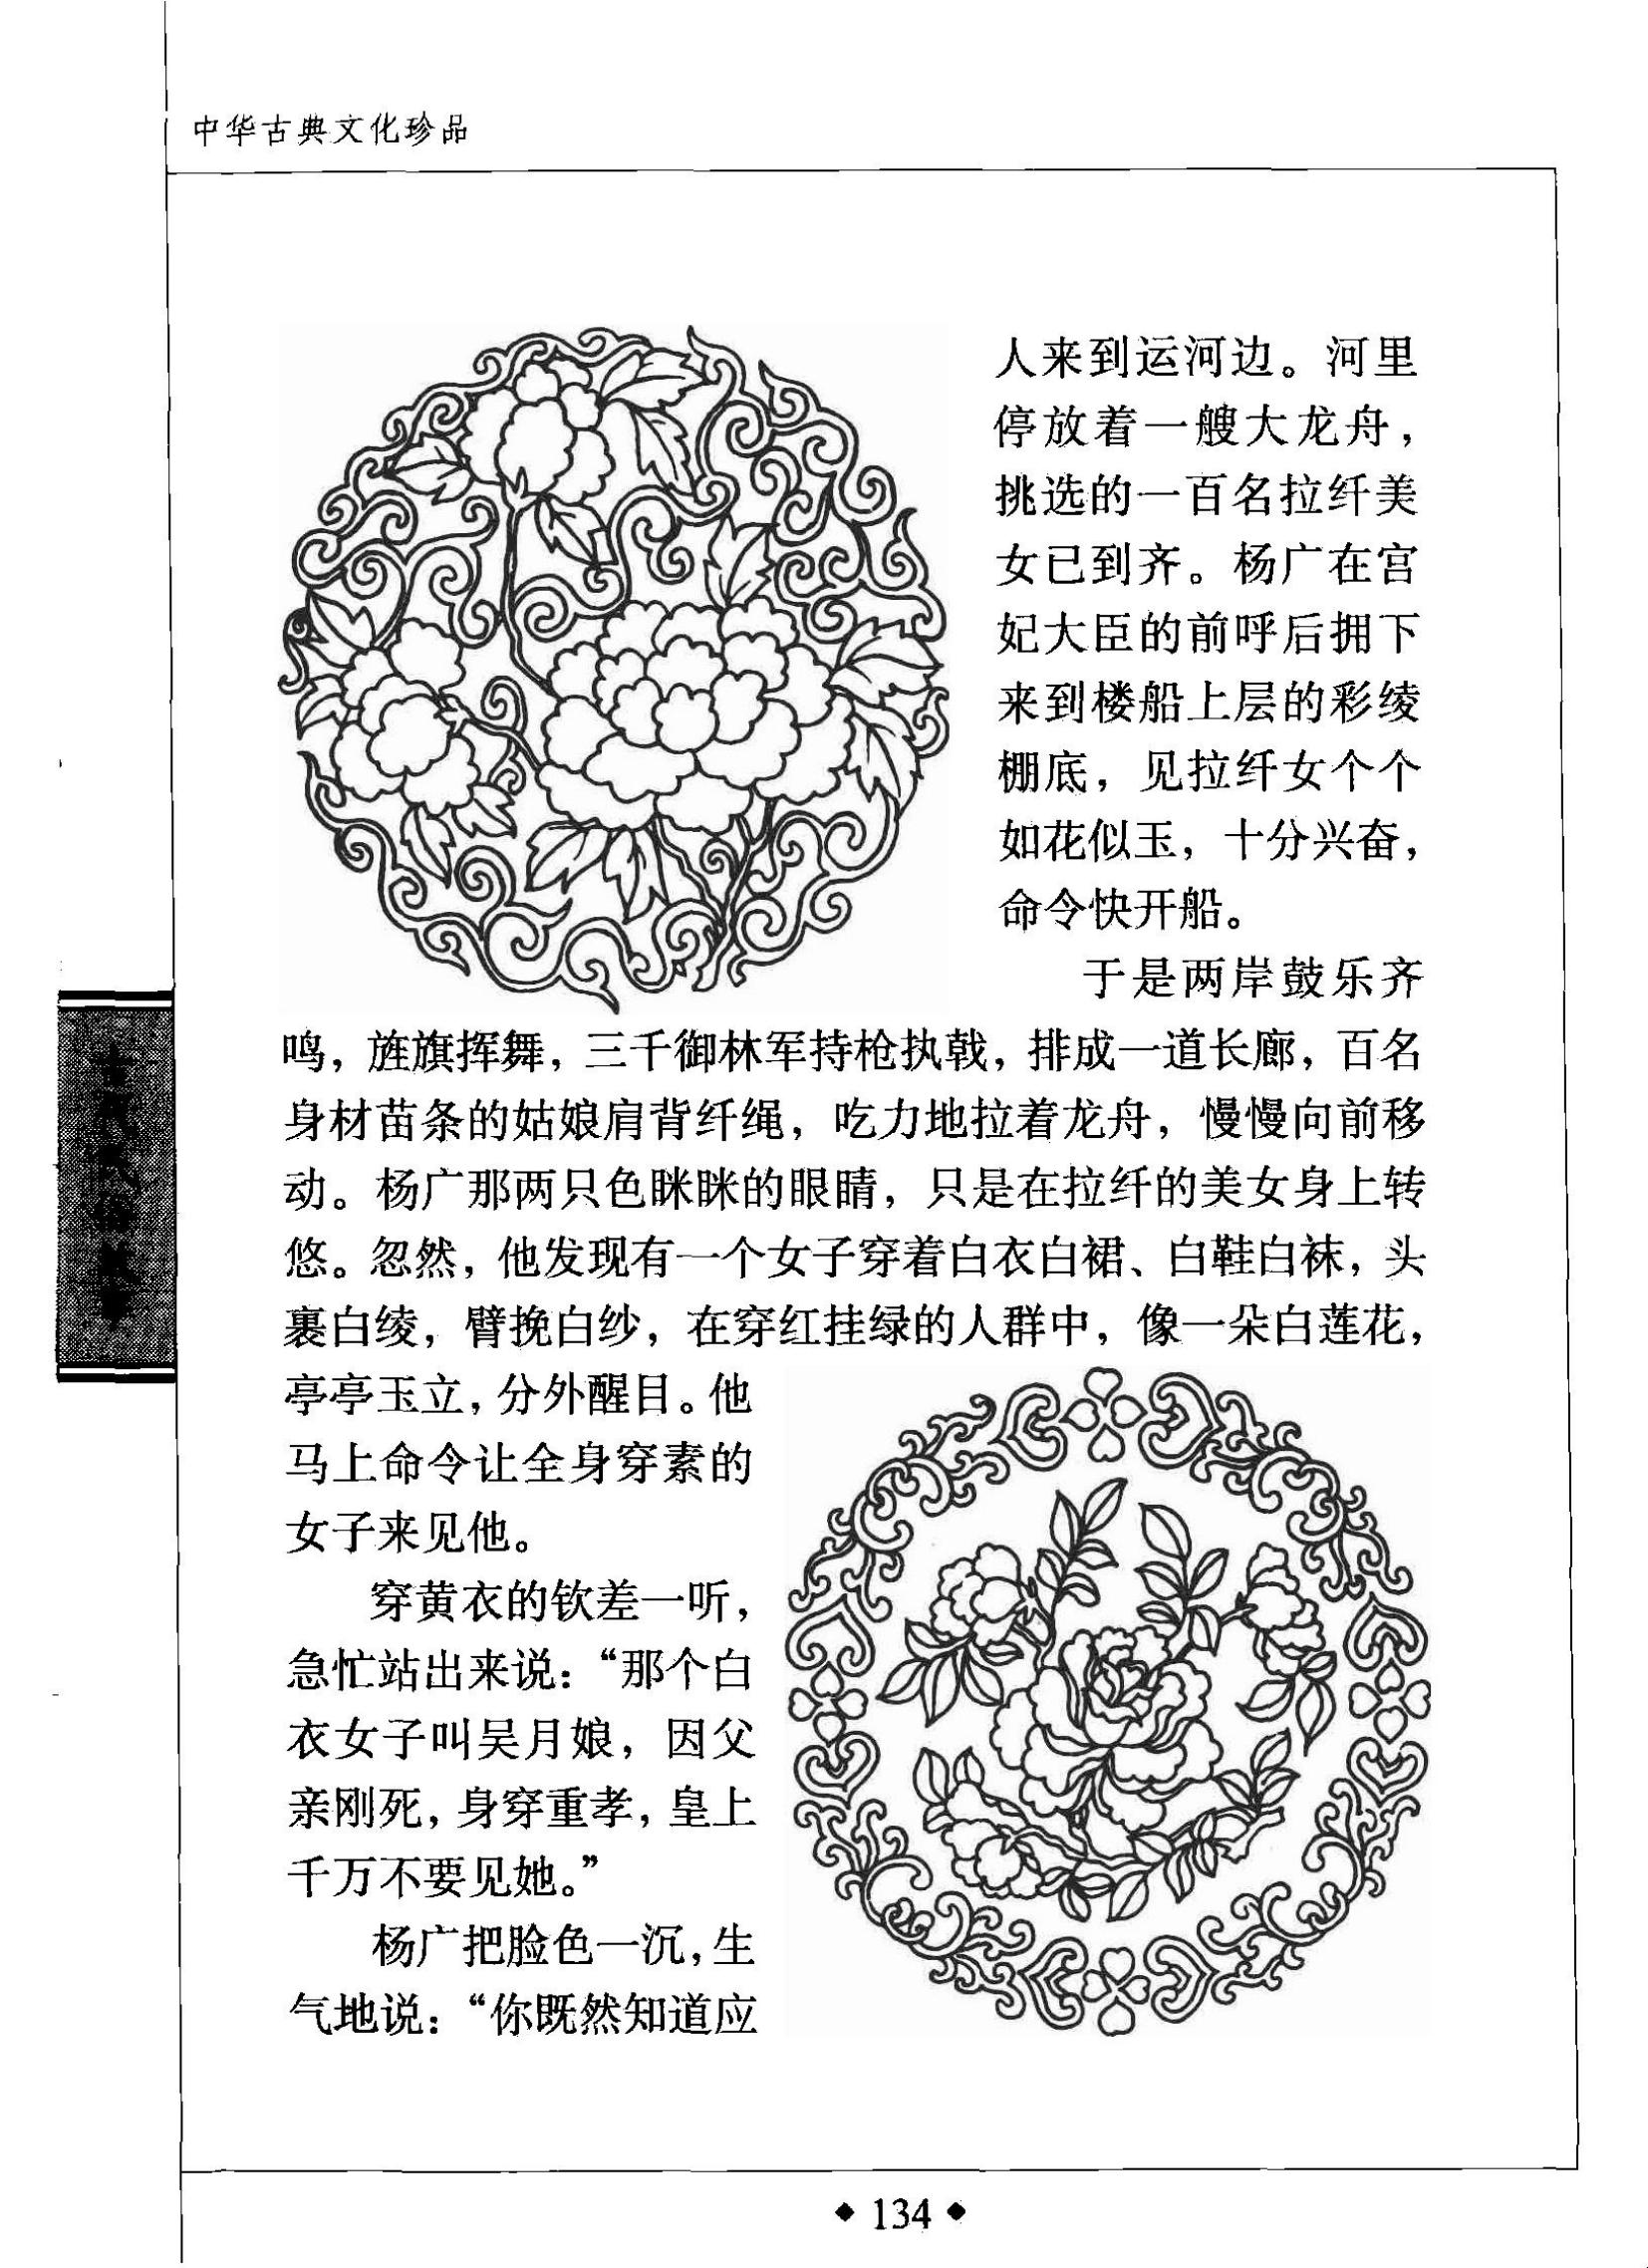 中华古典文化珍品
人来到运河边。河里
停放着一艘大龙舟，
挑选的一百名拉纤美
女已到齐。杨广在宫
妃大臣的前呼后拥下
来到楼船上层的彩绫
棚底，见拉纤女个个
如花似玉，十分兴奋，
命令快开船。
于是两岸鼓乐齐
鸣，旌旗挥舞，三千御林军持枪执戟，排成一道长廊，百名
身材苗条的姑娘肩背纤绳，吃力地拉着龙舟，慢慢向前移
动。杨广那两只色眯眯的眼睛，只是在拉纤的美女身上转
悠。忽然，他发现有一个女子穿着白衣白裙、白鞋白袜，头
裹白绫，臂挽白纱，在穿红挂绿的人群中，像一朵白莲花，
亭亭玉立，分外醒目。他
马上命令让全身穿素的
女子来见他。
穿黄衣的钦差一听，
急忙站出来说：“那个白
衣女子叫吴月娘，因父
亲刚死，身穿重孝，皇上
千万不要见她。”
杨广把脸色一沉，生
气地说：“你既然知道应
古代民俗故事
◆ 134 ◆